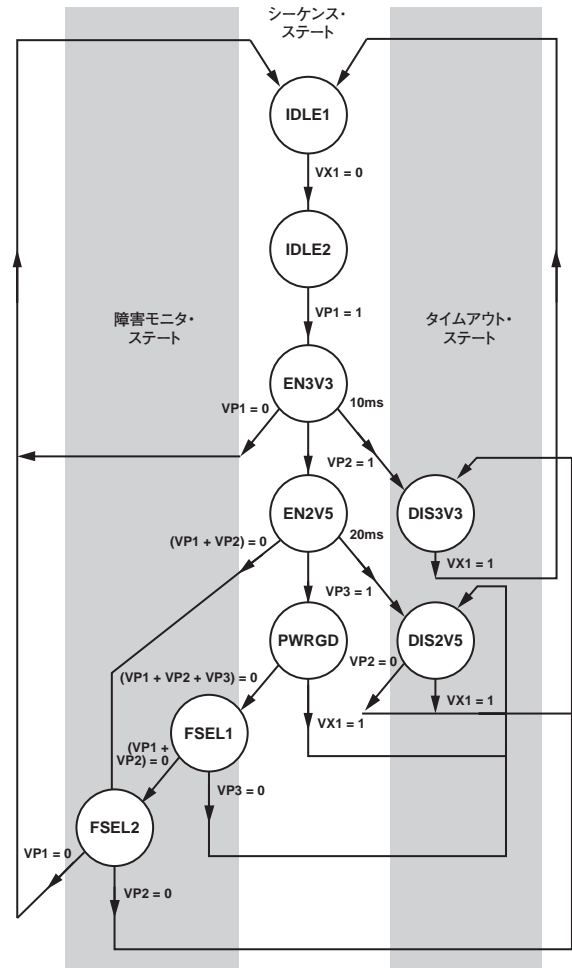 シーケンス・
ステート
IDLE1
VX1 = 0
IDLE2
障害モニタ・
ステート
タイムアウト・
ステート
VP1 = 1
EN3V3
VP1 = 0
10ms
VP2 = 1
DIS3V3
EN2V5
(VP1 + VP2) = 0
20ms
VX1 = 1
VP3 = 1
PWRGD
DIS2V5
VP2 = 0
(VP1 + VP2 + VP3) = 0
VX1 = 1
VX1 = 1
FSEL1
(VP1 +
VP2) = 0
VP3 = 0
FSEL2
VP1 = 0
VP2 = 0